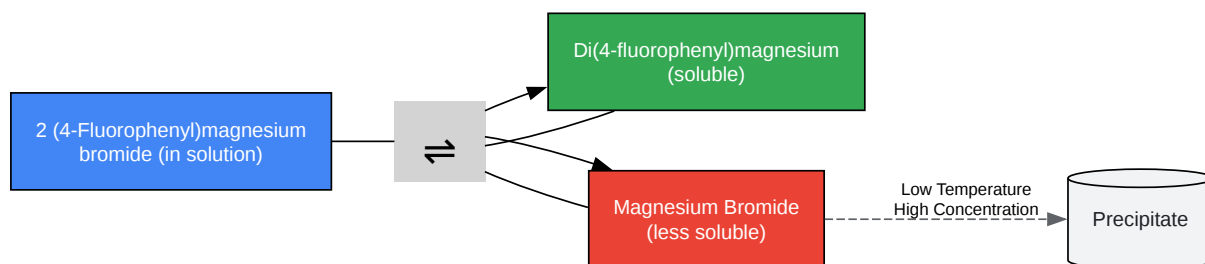 2 (4-Fluorophenyl)magnesium
bromide (in solution)
⇌
Di(4-fluorophenyl)magnesium
(soluble)
Magnesium Bromide
(less soluble)
Low Temperature
High Concentration
Precipitate